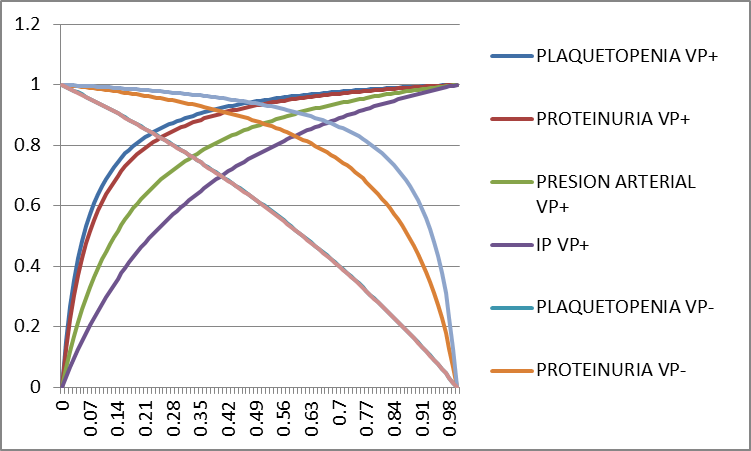 1.2
1
0.8
0.6
0.4
0.2
0
0 0.07 0.14 0.21 0.28 0.35 0.42 0.49 0.56 0.63 0.7 0.77 0.84 0.91 0.98
PLAQUETOPENIA VP+
PROTEINURIA VP+
PRESION ARTERIAL
VP+
IP VP+
PLAQUETOPENIA VP-
PROTEINURIA VP-